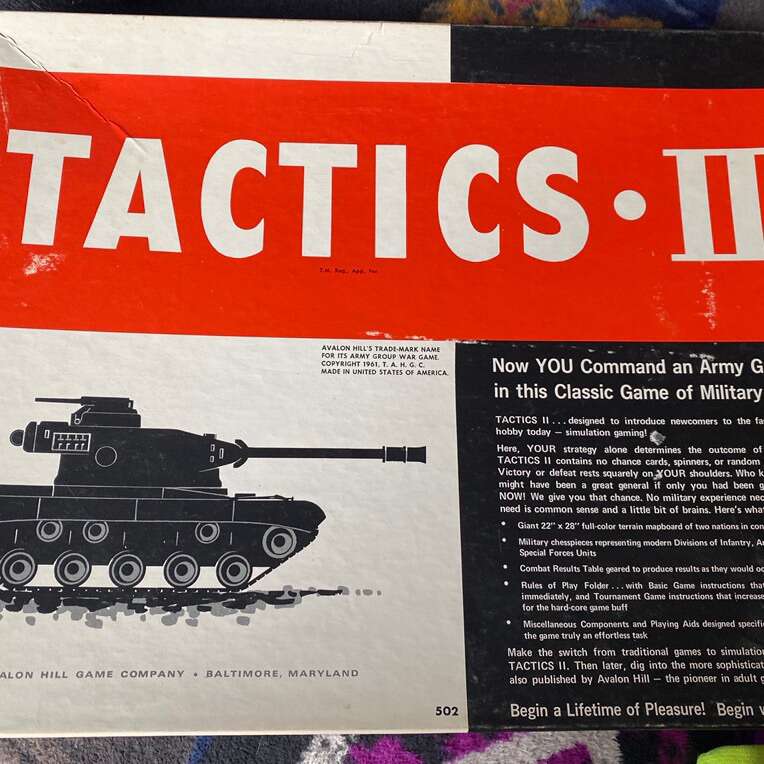 TACTICS • II
T.M. Reg., App. For
AVALON HILL'S TRADE-MARK NAME
FOR ITS ARMY GROUP WAR GAME.
COPYRIGHT 1961, T. A. H. G. C.
MADE IN UNITED STATES OF AMERICA.
ALON HILL GAME COMPANY • BALTIMORE, MARYLAND
502
Now YOU Command an Army G
in this Classic Game of Military
TACTICS II . . . designed to introduce newcomers to the fa
hobby today — simulation gaming!
Here, YOUR strategy alone determines the outcome of
TACTICS II contains no chance cards, spinners, or random
Victory or defeat rests squarely on YOUR shoulders. Who k
might have been a great general if only you had been g
NOW! We give you that chance. No military experience nec
need is common sense and a little bit of brains. Here's wha
• Giant 22" x 28" full-color terrain mapboard of two nations in con
• Military chesspieces representing modern Divisions of Infantry, Ar
Special Forces Units
• Combat Results Table geared to produce results as they would oc
• Rules of Play Folder . . . with Basic Game instructions that
immediately, and Tournament Game instructions that increase
for the hard-core game buff
• Miscellaneous Components and Playing Aids designed specific
the game truly an effortless task
Make the switch from traditional games to simulation
TACTICS II. Then later, dig into the more sophisticat
also published by Avalon Hill — the pioneer in adult g
Begin a Lifetime of Pleasure! Begin w